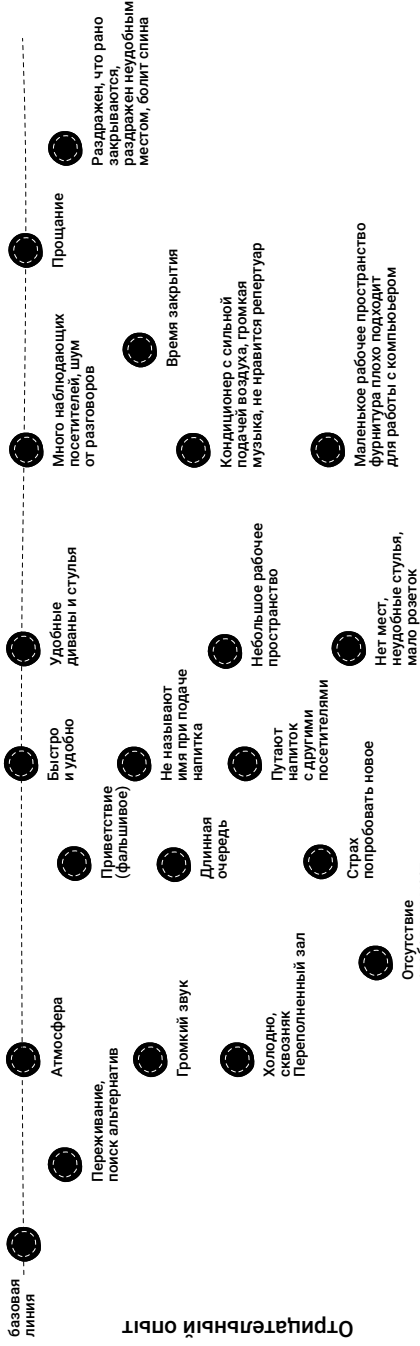 базовая
линия
Отрицательный опыт
Переживание,
поиск альтернатив
Атмосфера
Громкий звук
Холодно,
сквозняк
Переполненный зал
Отсутствие
Приветствие
(фальшивое)
Длинная
очередь
Страх
попробовать новое
Быстро
и удобно
Не называют
имя при подаче
напитка
Путают
напиток
с другими
посетителями
Удобные
диваны и стулья
Небольшое рабочее
пространство
Нет мест,
неудобные стулья,
мало розеток
Много наблюдающих
посетителей, шум
от разговоров
Кондиционер с сильной
подачей воздуха, громкая
музыка, не нравится репертуар
Маленькое рабочее пространство
фурнитура плохо подходит
для работы с компьюьером
Время закрытия
Прощание
Раздражен, что рано
закрываются,
раздражен неудобным
местом, болит спина